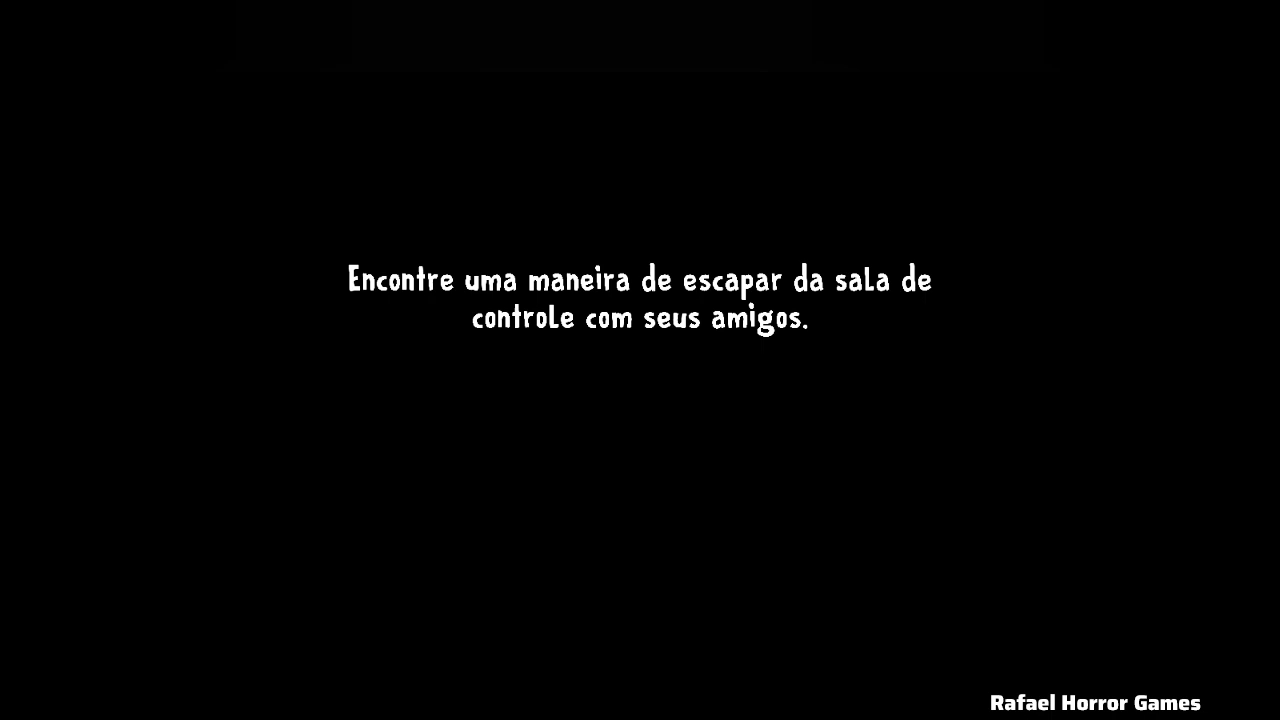 Encontre uma maneira de escapar da sala de
controle com seus amigos.
Rafael Horror Games